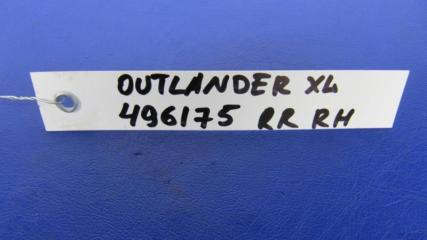 OUTLANDER XL
496175 RR RH